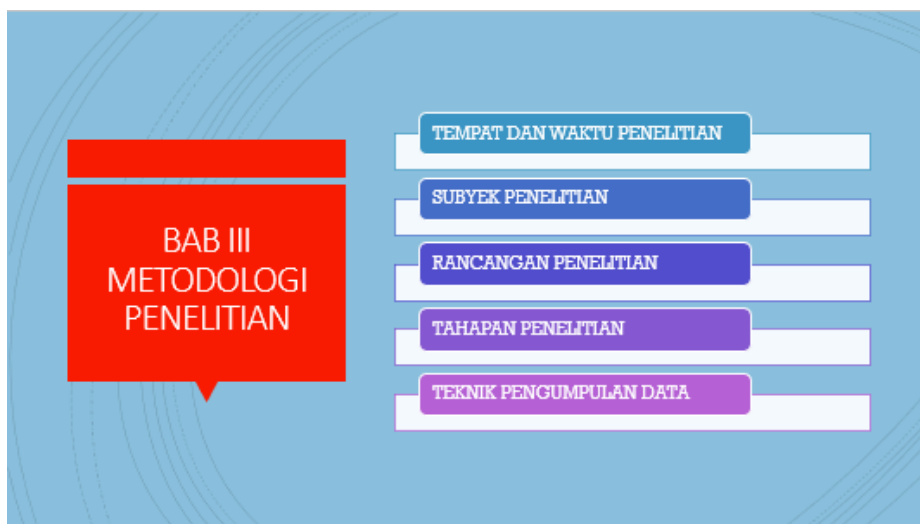 BAB III
METODOLOGI
PENELITIAN
TEMPAT DAN WAKTU PENELITIAN
SUBYEK PENELITIAN
RANCANGAN PENELITIAN
TAHAPAN PENELITIAN
TEKNIK PENGUMPULAN DATA